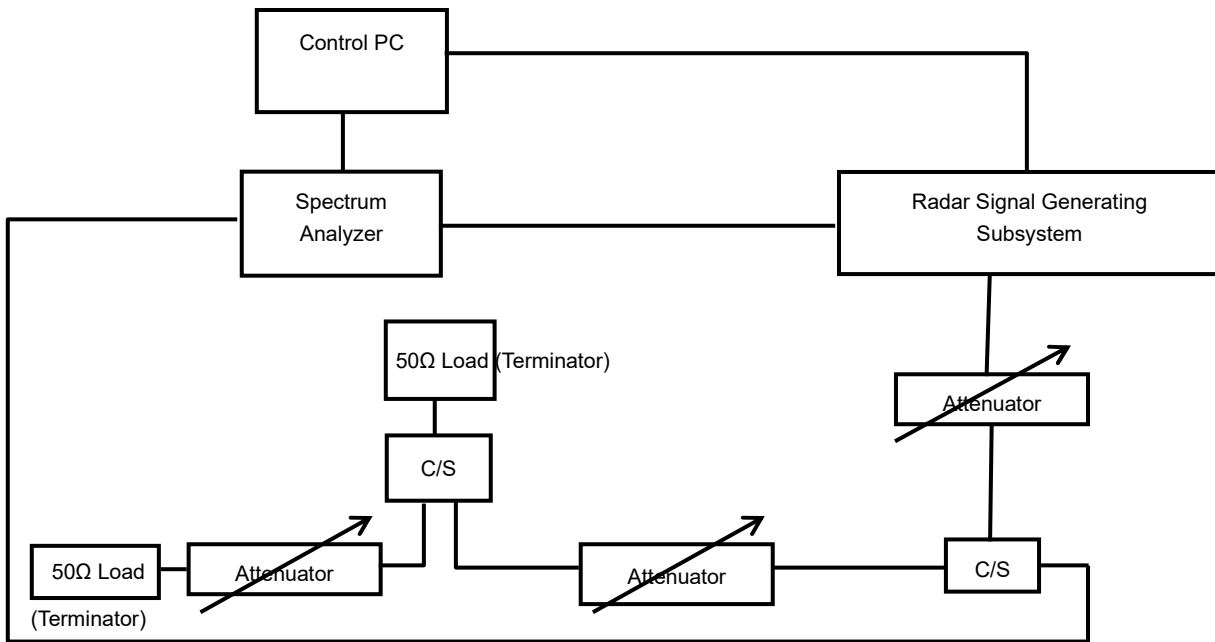 Control PC
Spectrum
Analyzer
Radar Signal Generating
Subsystem
50Ω Load (Terminator)
Attenuator
C/S
50Ω Load
(Terminator)
Attenuator
Attenuator
C/S